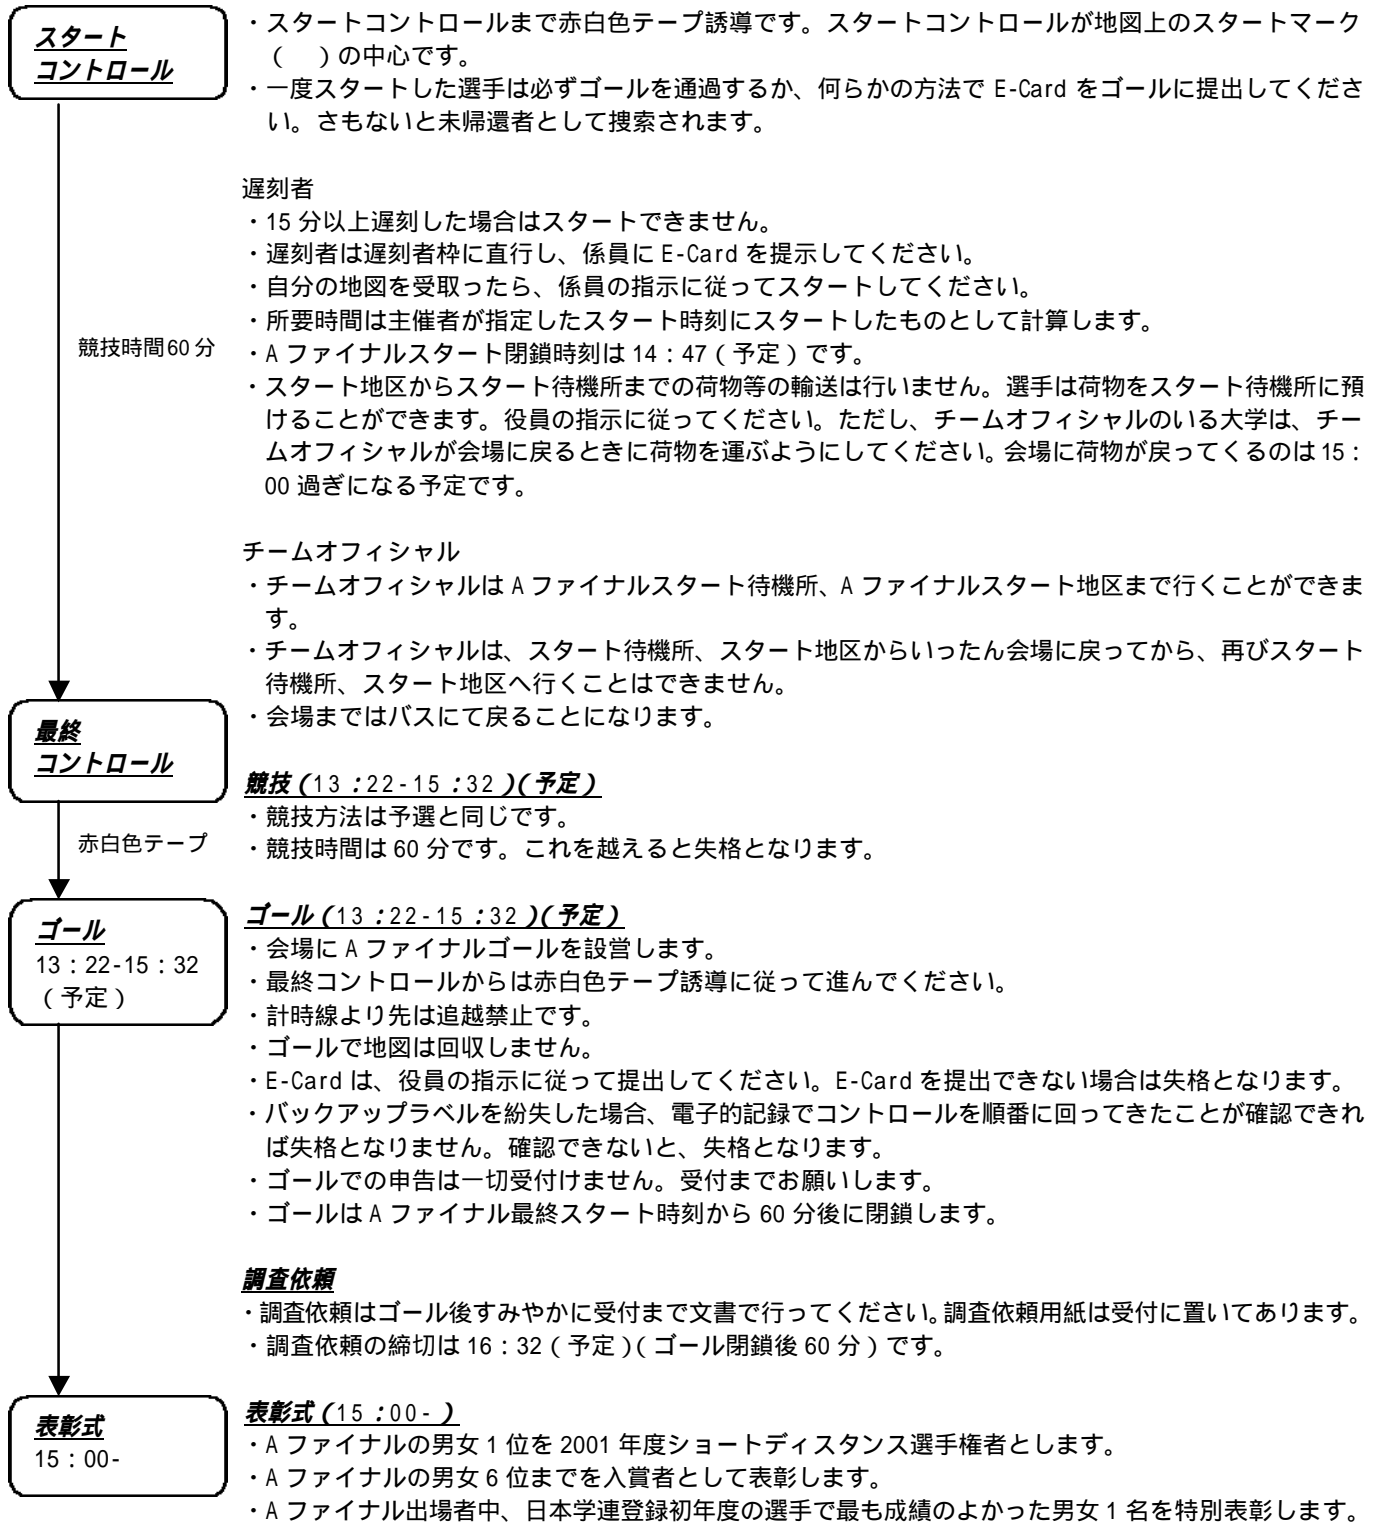 スタート
コントロール
・スタートコントロールまで赤白色テープ誘導です。スタートコントロールが地図上のスタートマーク
（　）の中心です。
・一度スタートした選手は必ずゴールを通過するか、何らかの方法で E-Card をゴールに提出してくださ
い。さもないと未帰還者として捜索されます。
遅刻者
・15 分以上遅刻した場合はスタートできません。
・遅刻者は遅刻者枠に直行し、係員に E-Card を提示してください。
・自分の地図を受取ったら、係員の指示に従ってスタートしてください。
・所要時間は主催者が指定したスタート時刻にスタートしたものとして計算します。
競技時間60 分
・A ファイナルスタート閉鎖時刻は 14：47（予定）です。
・スタート地区からスタート待機所までの荷物等の輸送は行いません。選手は荷物をスタート待機所に預
けることができます。役員の指示に従ってください。ただし、チームオフィシャルのいる大学は、チー
ムオフィシャルが会場に戻るときに荷物を運ぶようにしてください。会場に荷物が戻ってくるのは 15：
00 過ぎになる予定です。
チームオフィシャル
・チームオフィシャルは A ファイナルスタート待機所、A ファイナルスタート地区まで行くことができま
す。
・チームオフィシャルは、スタート待機所、スタート地区からいったん会場に戻ってから、再びスタート
待機所、スタート地区へ行くことはできません。
・会場まではバスにて戻ることになります。
最終
コントロール
競技（13：22-15：32）（予定）
・競技方法は予選と同じです。
・競技時間は 60 分です。これを越えると失格となります。
赤白色テープ
ゴール
13：22-15：32
（予定）
ゴール（13：22-15：32）（予定）
・会場に A ファイナルゴールを設営します。
・最終コントロールからは赤白色テープ誘導に従って進んでください。
・計時線より先は追越禁止です。
・ゴールで地図は回収しません。
・E-Card は、役員の指示に従って提出してください。E-Card を提出できない場合は失格となります。
・バックアップラベルを紛失した場合、電子的記録でコントロールを順番に回ってきたことが確認できれ
ば失格となりません。確認できないと、失格となります。
・ゴールでの申告は一切受付けません。受付までお願いします。
・ゴールは A ファイナル最終スタート時刻から 60 分後に閉鎖します。
調査依頼
・調査依頼はゴール後すみやかに受付まで文書で行ってください。調査依頼用紙は受付に置いてあります。
・調査依頼の締切は 16：32（予定）（ゴール閉鎖後 60 分）です。
表彰式
15：00-
表彰式（15：00-）
・A ファイナルの男女 1 位を 2001 年度ショートディスタンス選手権者とします。
・A ファイナルの男女 6 位までを入賞者として表彰します。
・A ファイナル出場者中、日本学連登録初年度の選手で最も成績のよかった男女 1 名を特別表彰します。